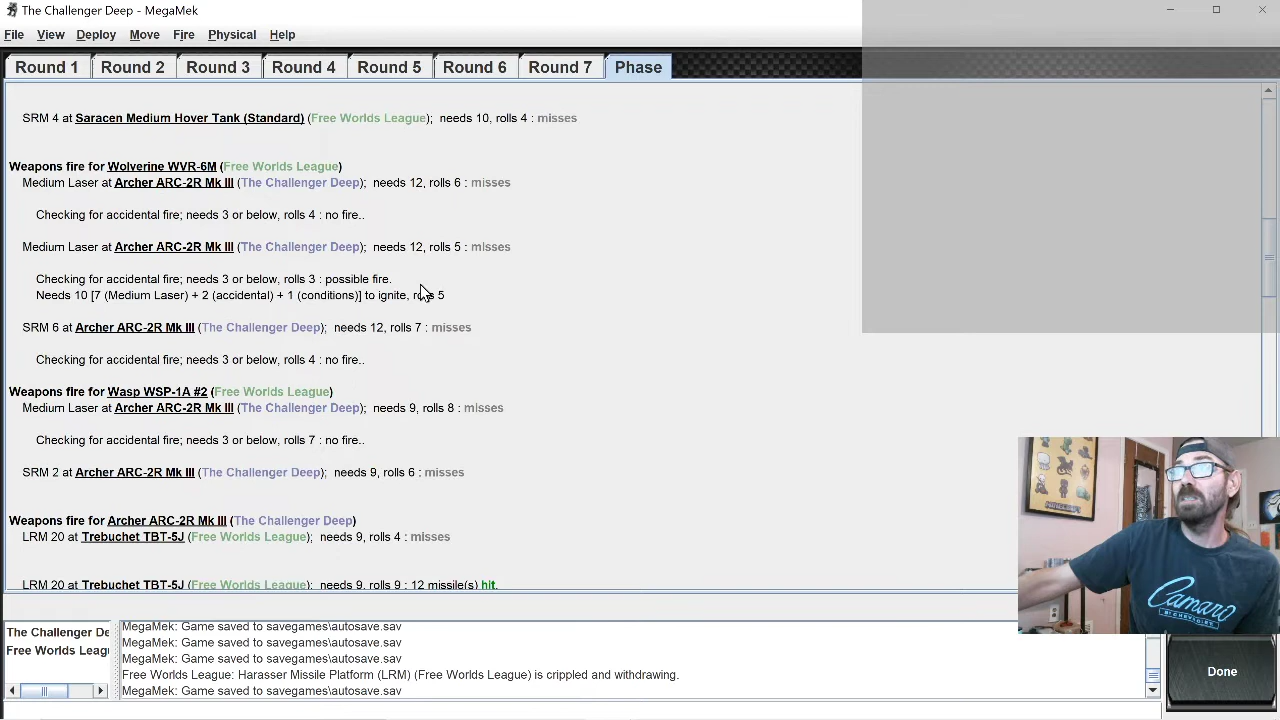 The Challenger Deep - MegaMek
File View Deploy Move Fire Physical Help
Round 1 Round 2 Round 3 Round 4 Round 5 Round 6 Round 7 Phase
SRM 4 at Saracen Medium Hover Tank (Standard) (Free Worlds League); needs 10, rolls 4 : misses
Weapons fire for Wolverine WVR-6M (Free Worlds League)
Medium Laser at Archer ARC-2R Mk III (The Challenger Deep); needs 12, rolls 6 : misses
Checking for accidental fire; needs 3 or below, rolls 4 : no fire..
Medium Laser at Archer ARC-2R Mk III (The Challenger Deep); needs 12, rolls 5 : misses
Checking for accidental fire; needs 3 or below, rolls 3 : possible fire.
Needs 10 [7 (Medium Laser) + 2 (accidental) + 1 (conditions)] to ignite, rolls 5
SRM 6 at Archer ARC-2R Mk III (The Challenger Deep); needs 12, rolls 7 : misses
Checking for accidental fire; needs 3 or below, rolls 4 : no fire..
Weapons fire for Wasp WSP-1A #2 (Free Worlds League)
Medium Laser at Archer ARC-2R Mk III (The Challenger Deep); needs 9, rolls 8 : misses
Checking for accidental fire; needs 3 or below, rolls 7 : no fire..
SRM 2 at Archer ARC-2R Mk III (The Challenger Deep); needs 9, rolls 6 : misses
Weapons fire for Archer ARC-2R Mk III (The Challenger Deep)
LRM 20 at Trebuchet TBT-5J (Free Worlds League); needs 9, rolls 4 : misses
LRM 20 at Trebuchet TBT-5J (Free Worlds League); needs 9, rolls 9 : 12 missile(s) hit.
The Challenger De
Free Worlds Leag
MegaMek: Game saved to savegames\autosave.sav
MegaMek: Game saved to savegames\autosave.sav
MegaMek: Game saved to savegames\autosave.sav
Free Worlds League: Harasser Missile Platform (LRM) (Free Worlds League) is crippled and withdrawing.
MegaMek: Game saved to savegames\autosave.sav
Camaro
BY CHEVROLET
Done